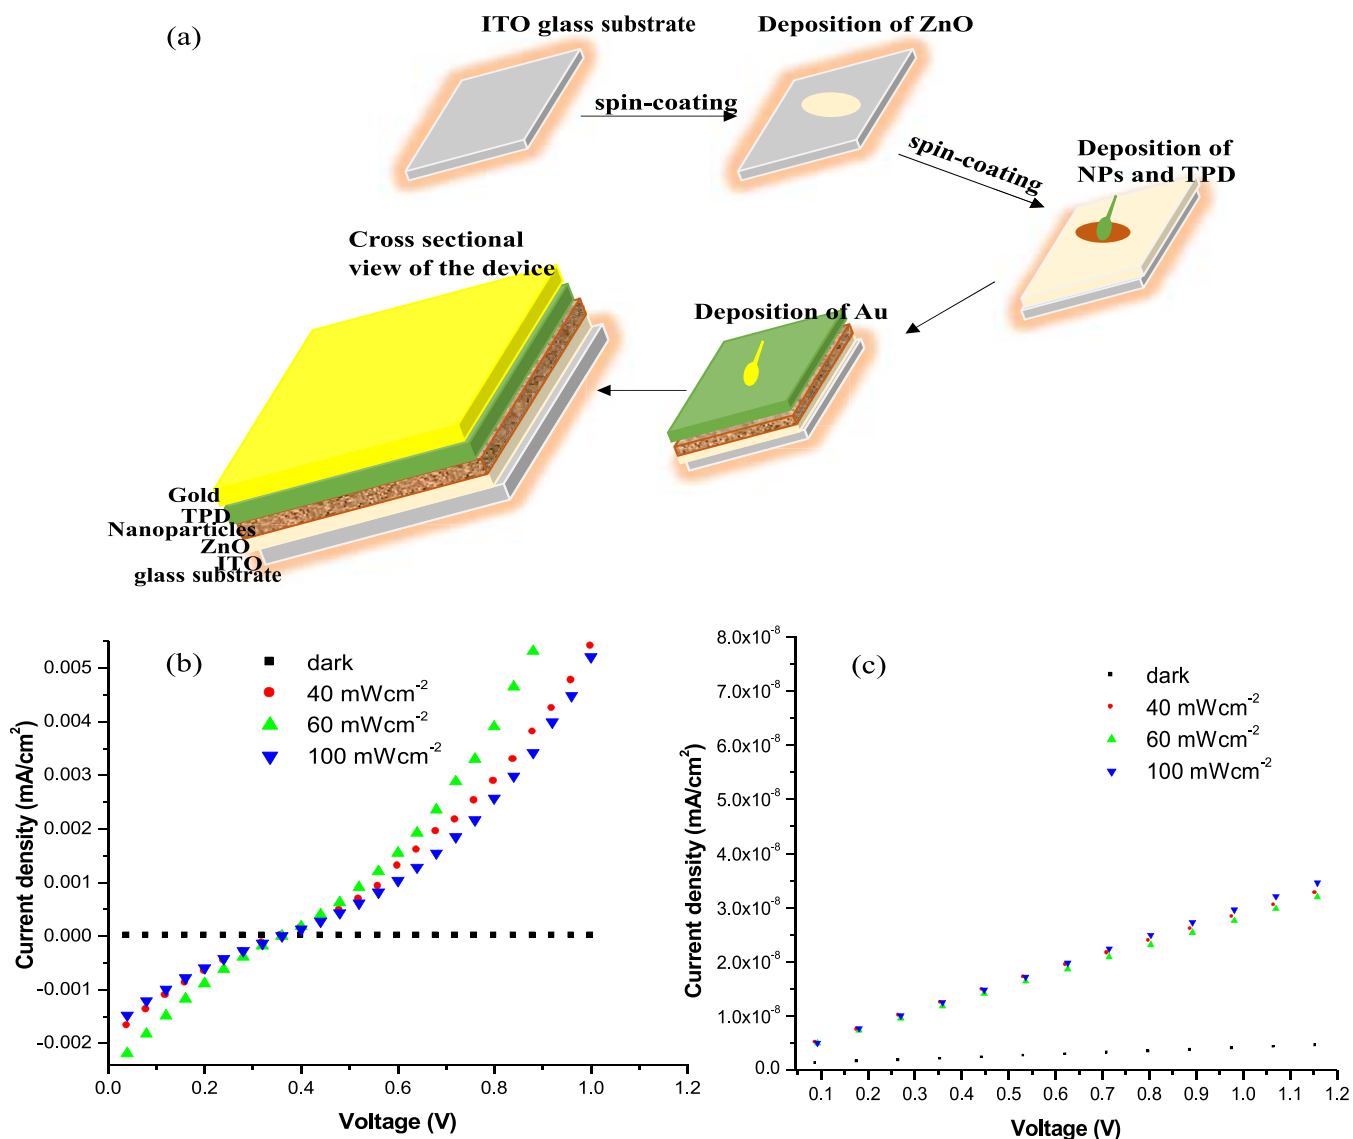 (a)
ITO glass substrate
Deposition of ZnO
spin-coating
spin-coating
Deposition of
NPs and TPD
Cross sectional
view of the device
Deposition of Au
Gold
TPD
Nanoparticles
ZnO
ITO
glass substrate
(b)
dark
40 mWcm⁻²
60 mWcm⁻²
100 mWcm⁻²
Current density (mA/cm²)
0.005
0.004
0.003
0.002
0.001
0.000
-0.001
-0.002
0.0 0.2 0.4 0.6 0.8 1.0 1.2
Voltage (V)
(c)
dark
40 mWcm⁻²
60 mWcm⁻²
100 mWcm⁻²
Current density (mA/cm²)
8.0x10⁻⁸
7.0x10⁻⁸
6.0x10⁻⁸
5.0x10⁻⁸
4.0x10⁻⁸
3.0x10⁻⁸
2.0x10⁻⁸
1.0x10⁻⁸
0.0
0.1 0.2 0.3 0.4 0.5 0.6 0.7 0.8 0.9 1.0 1.1 1.2
Voltage (V)